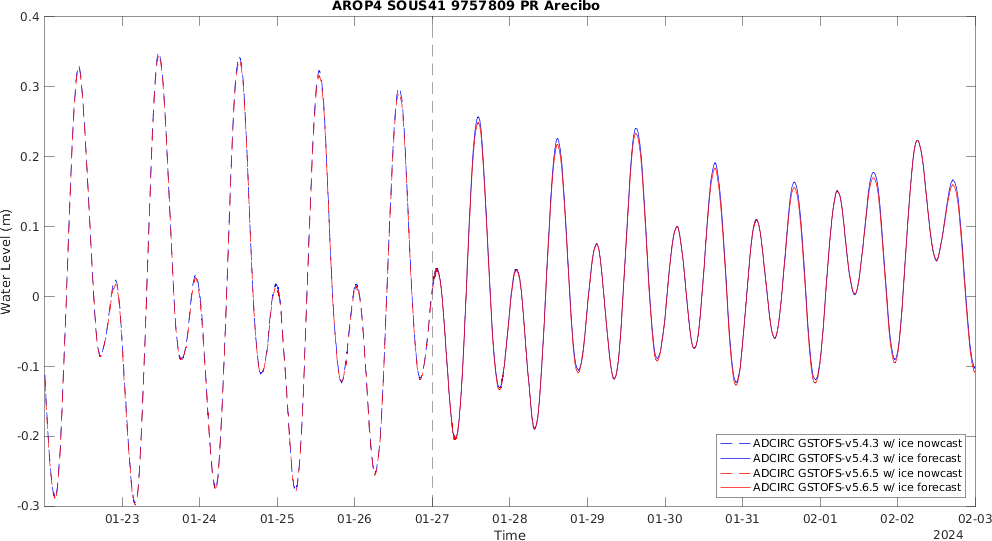 AROP4 SOUS41 9757809 PR Arecibo
0.4
0.3
0.2
0.1
0
-0.1
-0.2
-0.3
Water Level (m)
01-23 01-24 01-25 01-26 01-27 01-28 01-29 01-30 01-31 02-01 02-02 02-03
Time
2024
ADCIRC GSTOFS-v5.4.3 w/ ice nowcast
ADCIRC GSTOFS-v5.4.3 w/ ice forecast
ADCIRC GSTOFS-v5.6.5 w/ ice nowcast
ADCIRC GSTOFS-v5.6.5 w/ ice forecast